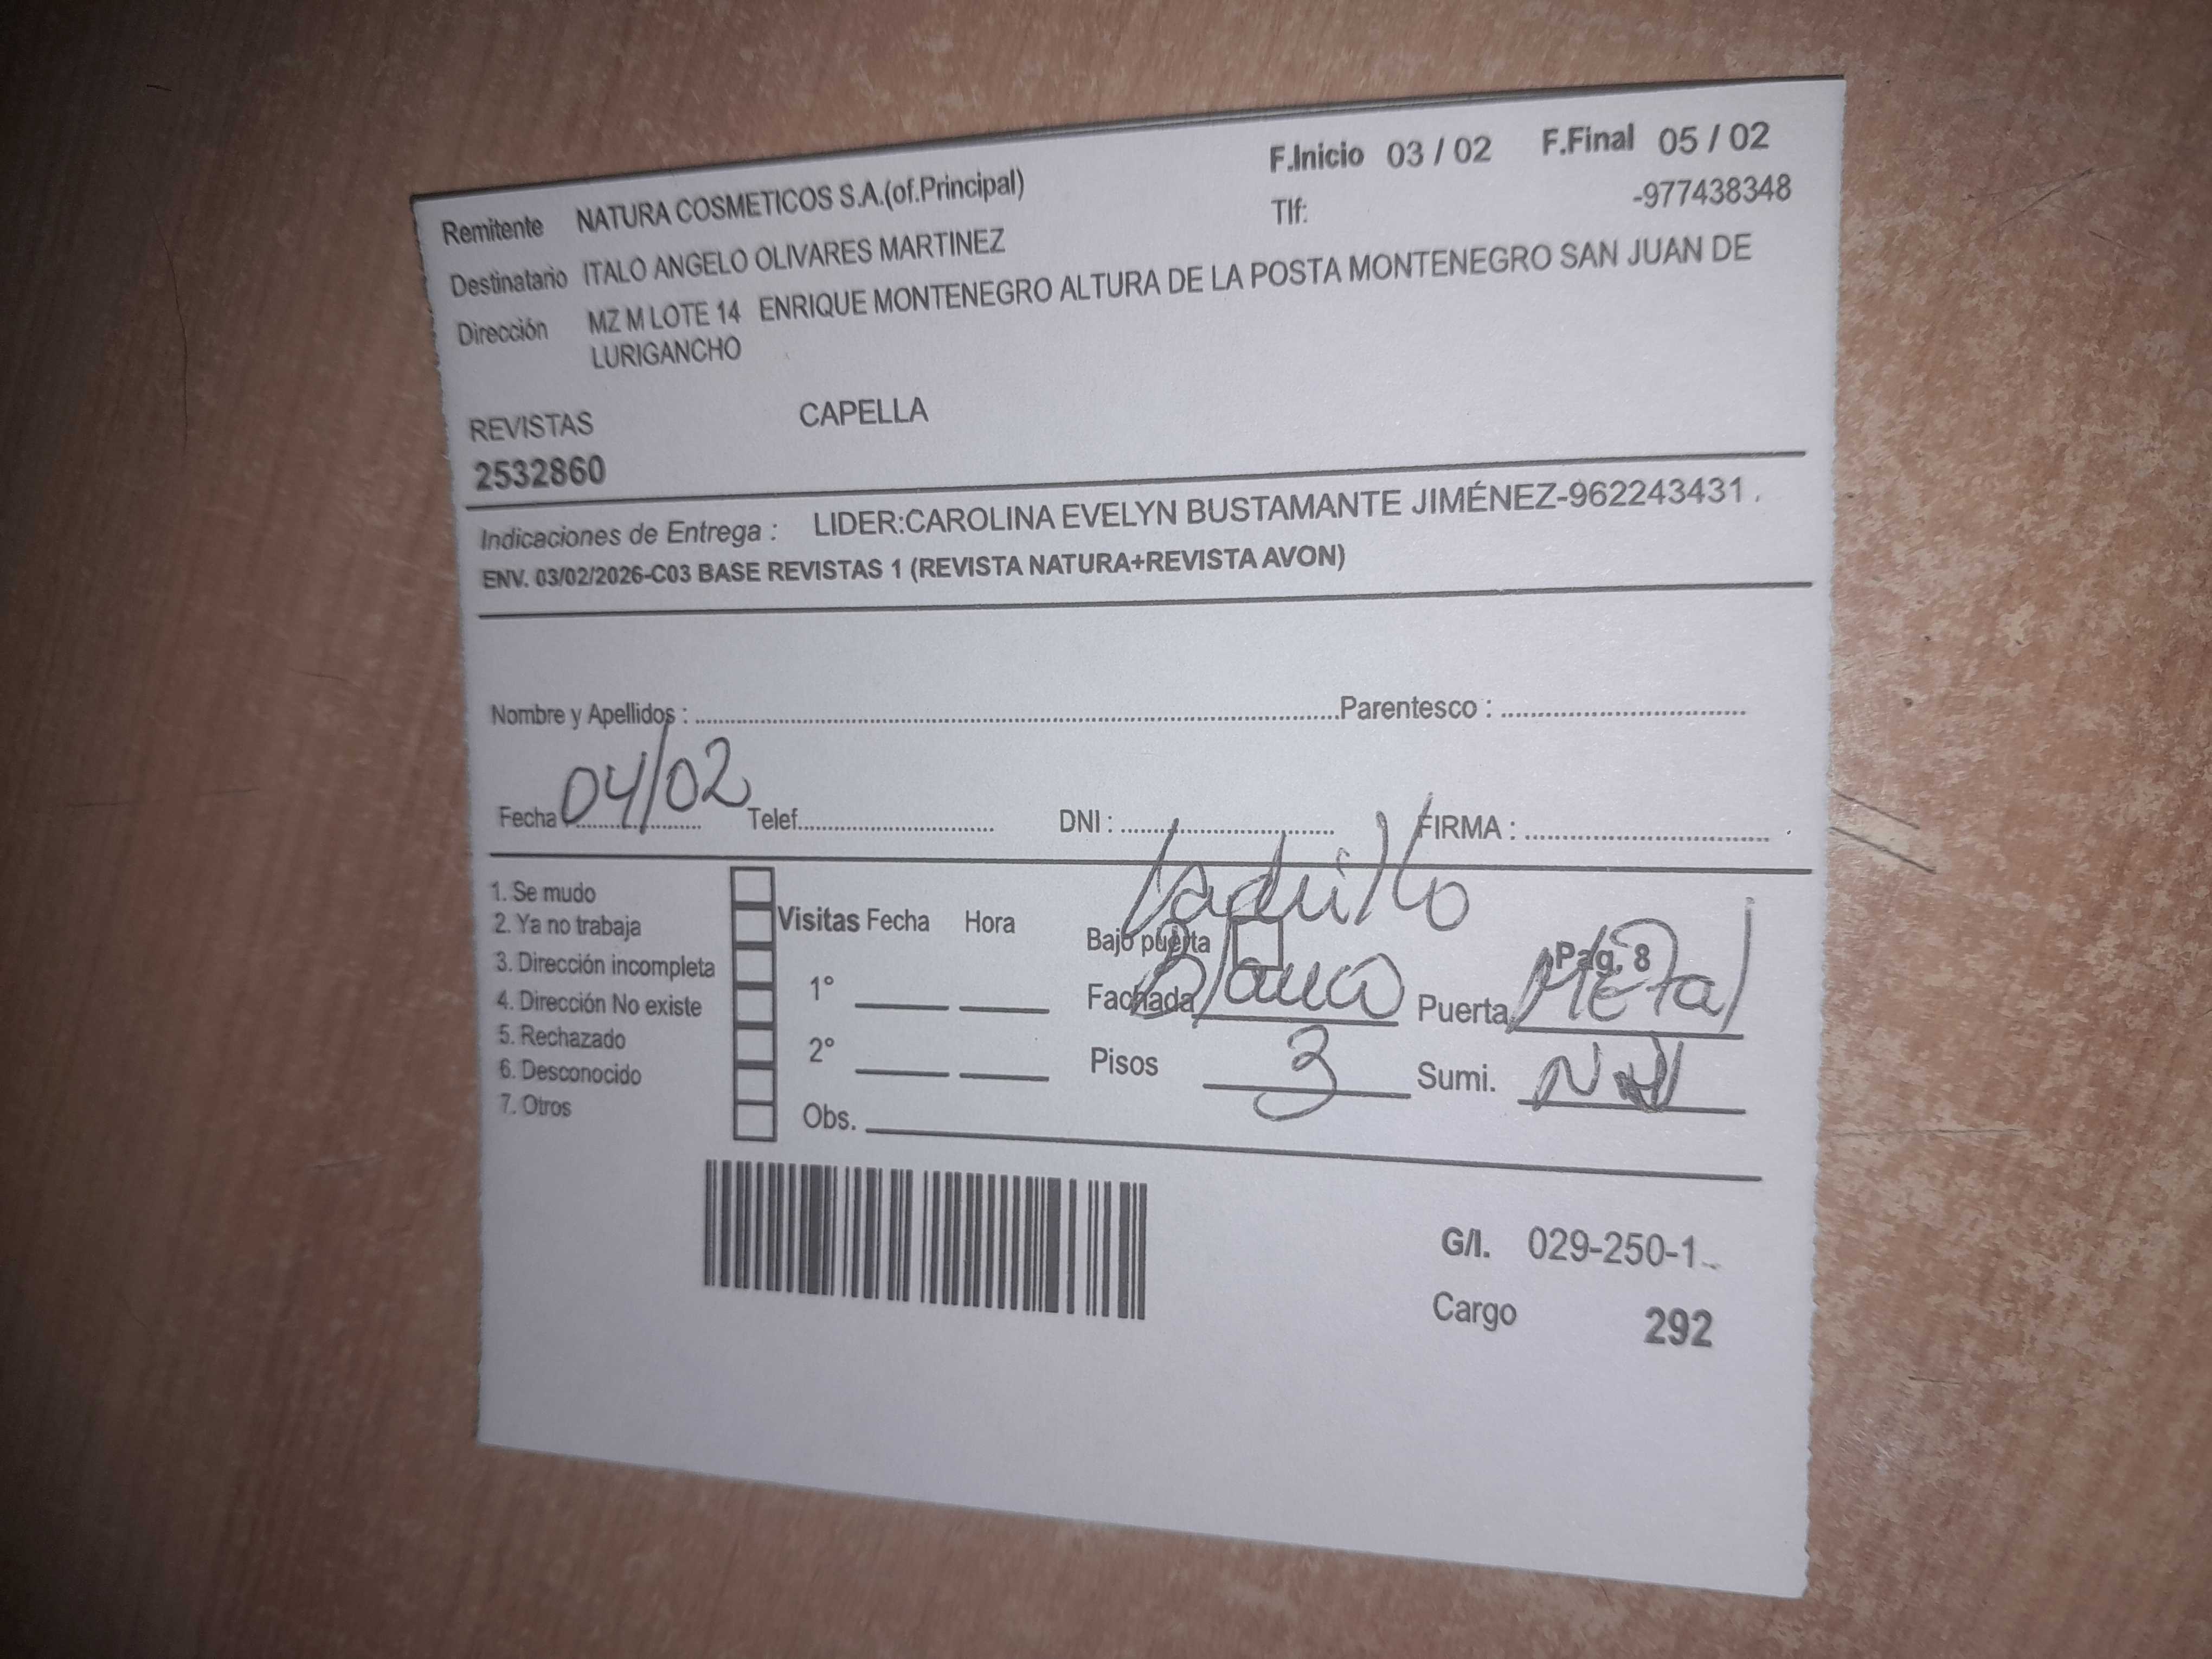 Remitente NATURA COSMETICOS S.A.(of.Principal) F.Inicio 03 / 02 F.Final 05 / 02
Destinatario ITALO ANGELO OLIVARES MARTINEZ Tlf: -977438348
Dirección MZ M LOTE 14 ENRIQUE MONTENEGRO ALTURA DE LA POSTA MONTENEGRO SAN JUAN DE
LURIGANCHO
REVISTAS CAPELLA
2532860
Indicaciones de Entrega : LIDER:CAROLINA EVELYN BUSTAMANTE JIMÉNEZ-962243431 .
ENV. 03/02/2026-C03 BASE REVISTAS 1 (REVISTA NATURA+REVISTA AVON)
Nombre y Apellidos : Parentesco :
Fecha 04/02 Telef. DNI : FIRMA :
Ladrillo
1. Se mudo
2. Ya no trabaja Visitas Fecha Hora Bajo puerta Pag. 8
3. Dirección incompleta
4. Dirección No existe 1° Fachada Blanco Puerta Metal
5. Rechazado
6. Desconocido 2° Pisos 3 Sumi.
7. Otros Obs.
G/I. 029-250-1
Cargo 292